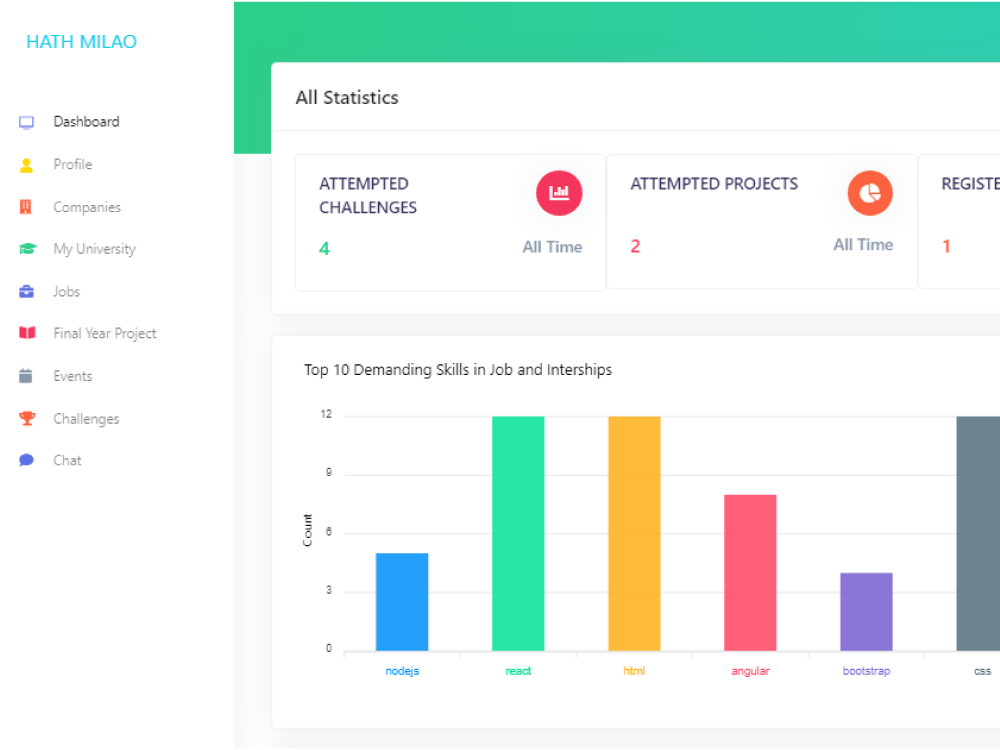 HATH MILAO
Dashboard
Profile
Companies
My University
Jobs
Final Year Project
Events
Challenges
Chat
All Statistics
ATTEMPTED
CHALLENGES
4
All Time
ATTEMPTED PROJECTS
2
All Time
REGISTE
1
Top 10 Demanding Skills in Job and Interships
Count
12
9
6
3
0
nodejs
react
html
angular
bootstrap
css